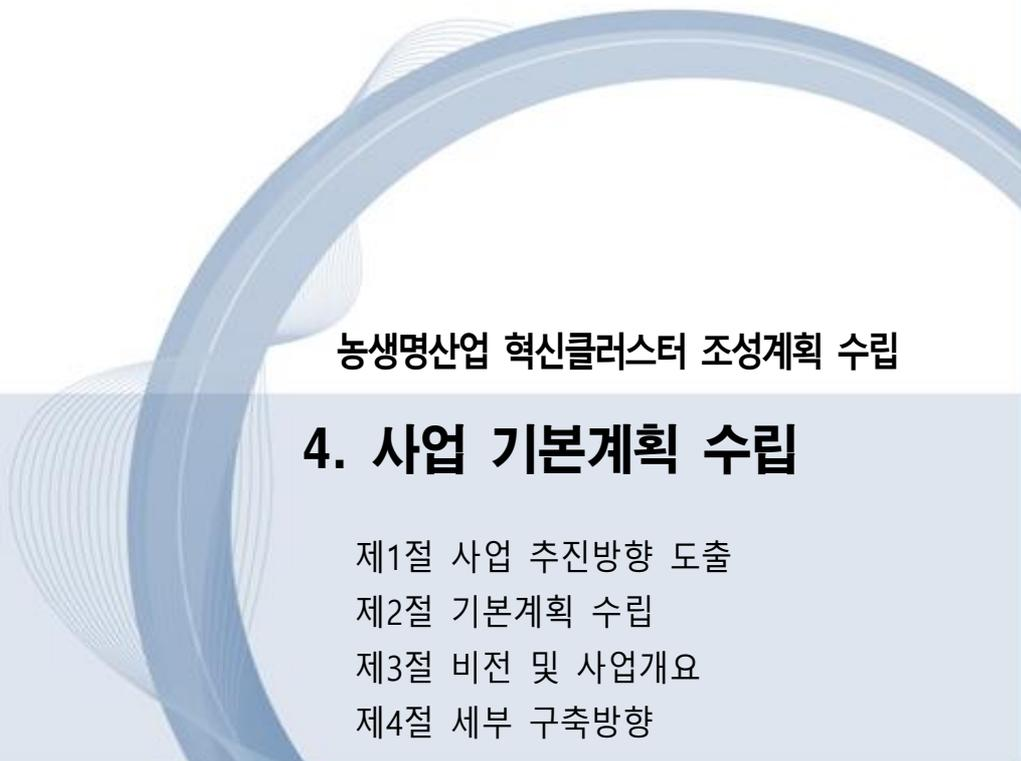 농생명산업 혁신클러스터 조성계획 수립
4. 사업 기본계획 수립
제1절 사업 추진방향 도출
제2절 기본계획 수립
제3절 비전 및 사업개요
제4절 세부 구축방향